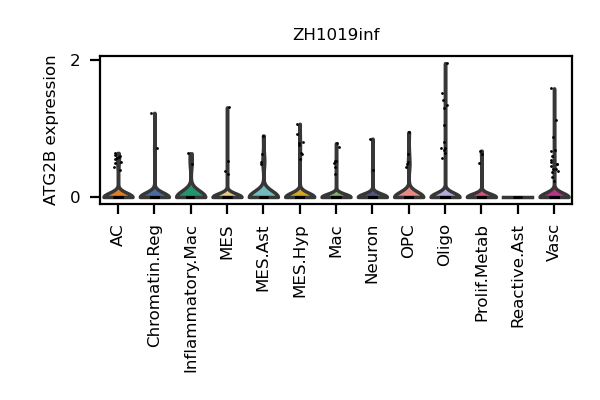 ZH1019inf
ATG2B expression
2
0
AC
Chromatin.Reg
Inflammatory.Mac
MES
MES.Ast
MES.Hyp
Mac
Neuron
OPC
Oligo
Prolif.Metab
Reactive.Ast
Vasc